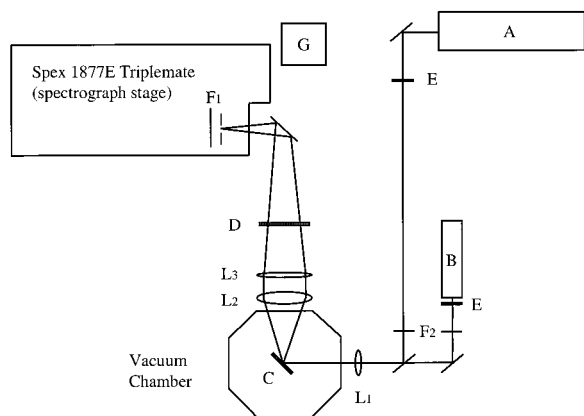 G
A
Spex 1877E Triplemate
(spectrograph stage)
F1
E
D
B
L3
E
L2
F2
Vacuum
Chamber
C
L1